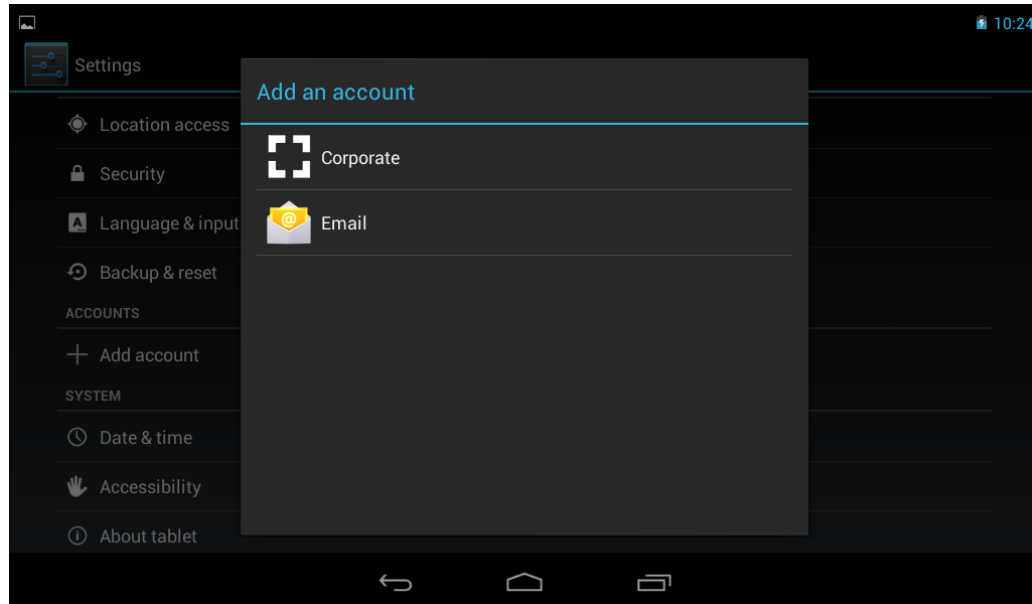 10:24
Settings
Add an account
Location access
Corporate
Security
Language & input
Email
Backup & reset
ACCOUNTS
Add account
SYSTEM
Date & time
Accessibility
About tablet